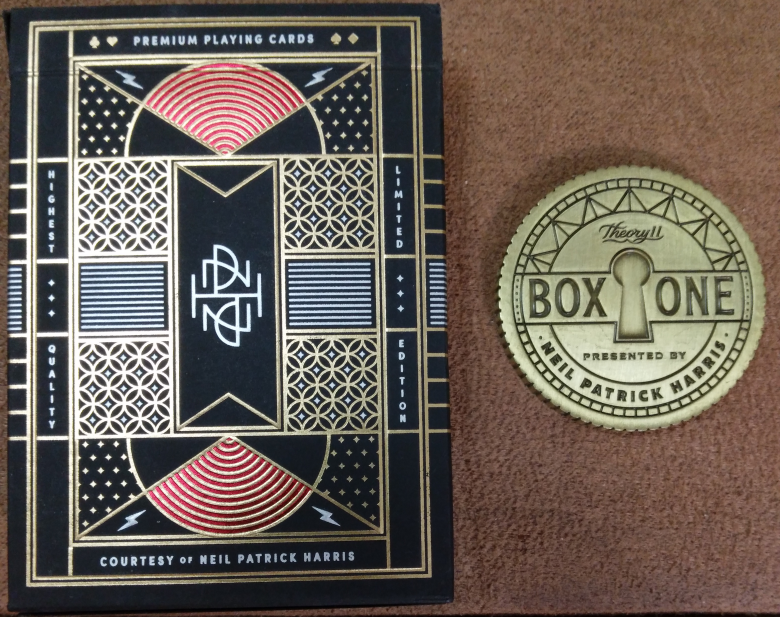 PREMIUM PLAYING CARDS
HIGHEST
QUALITY
LIMITED
EDITION
NPH
COURTESY OF NEIL PATRICK HARRIS
Theory11
BOX ONE
PRESENTED BY
· NEIL PATRICK HARRIS ·